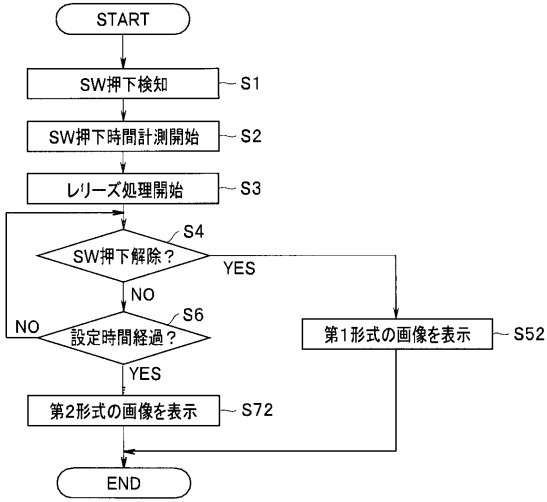 START
SW押下検知
S1
SW押下時間計測開始
S2
レリーズ処理開始
S3
S4
SW押下解除?
YES
NO
S6
NO
設定時間経過?
YES
第1形式の画像を表示
S52
第2形式の画像を表示
S72
END